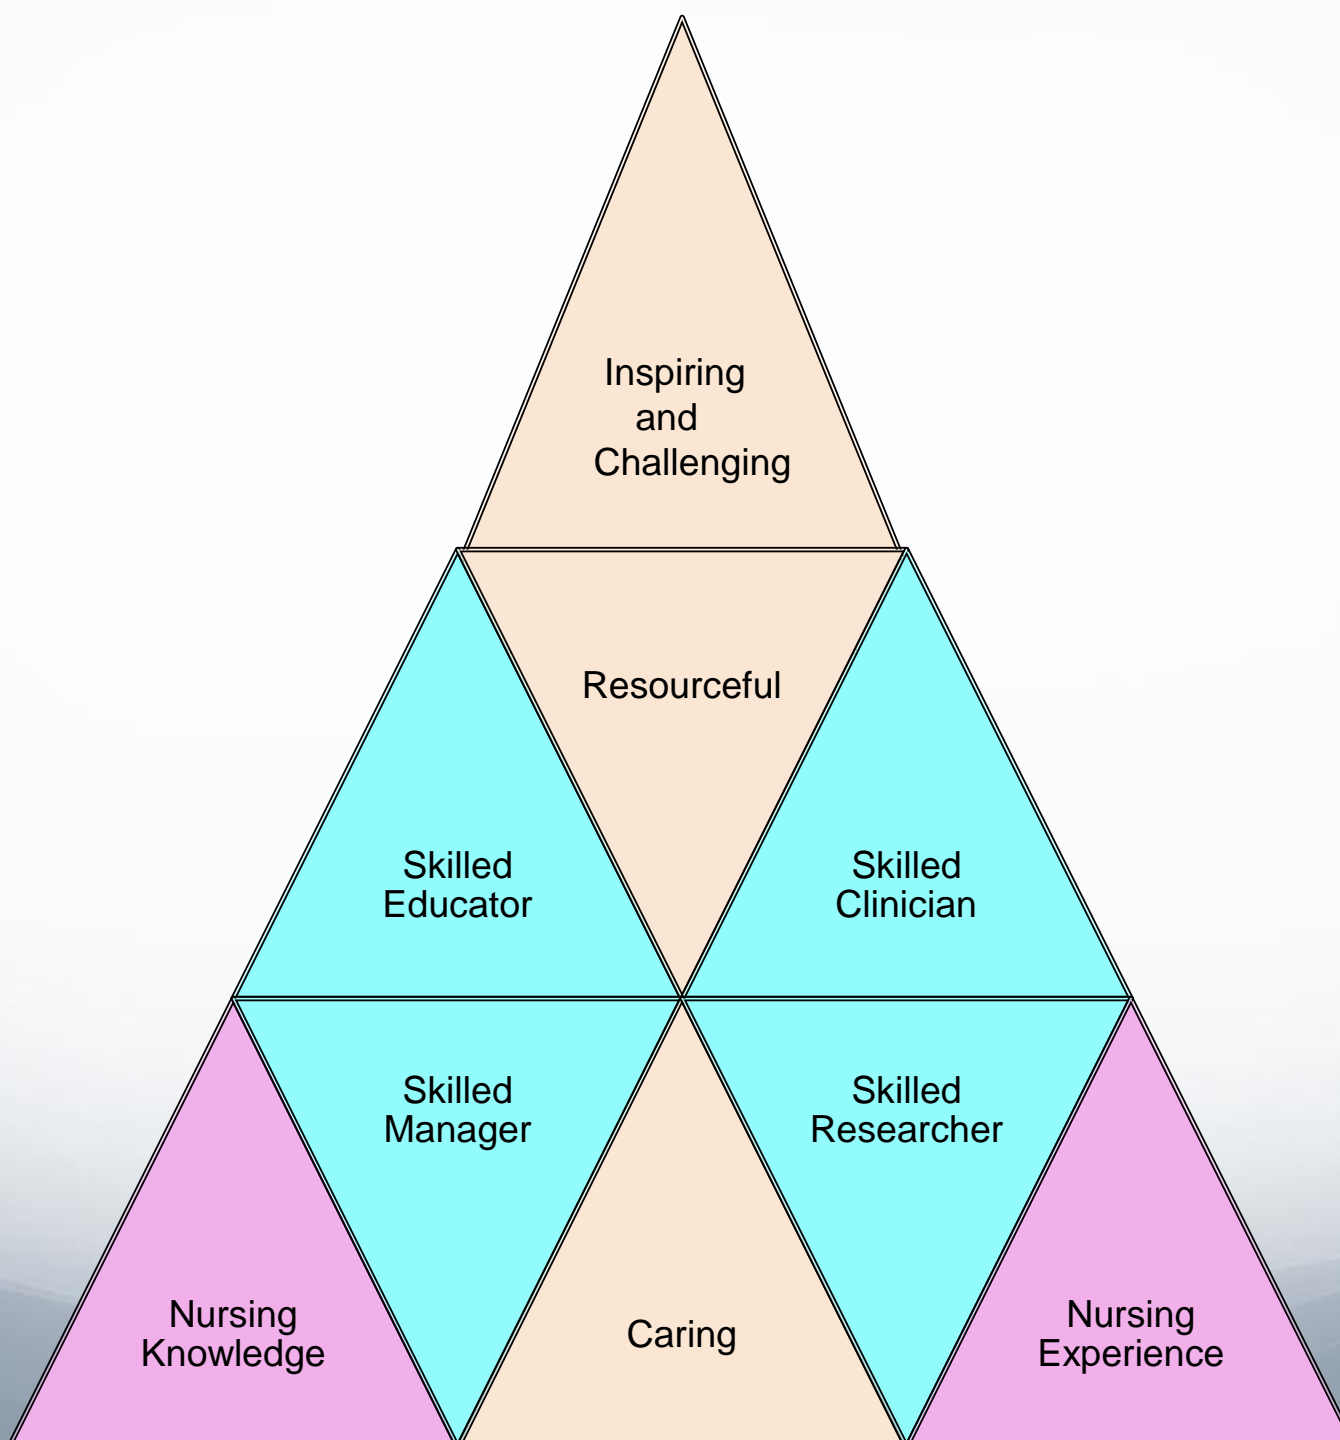 Inspiring
and
Challenging
Resourceful
Skilled
Educator
Skilled
Clinician
Skilled
Manager
Skilled
Researcher
Nursing
Knowledge
Caring
Nursing
Experience